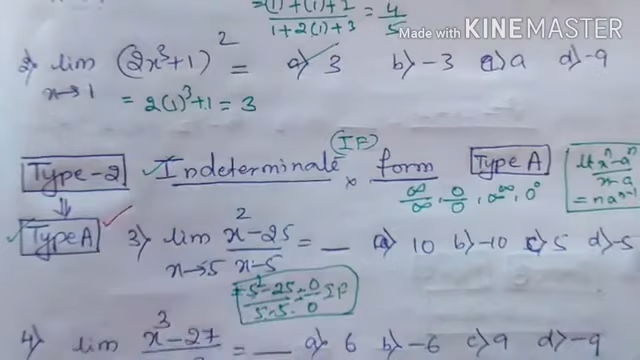 (1)+(1)+2 / 1+2(1)+3 = 4/5
Made with KINEMASTER
2) lim x→1 (2x³+1)² = a) 3 b) -3 c) 9 d) -9
= 2(1)³+1 = 3
Type-2 Indeterminate (IF) form Type A
∞/∞, 0/0, ∞^∞, 0⁰
Lt xⁿ-aⁿ / x-a = naⁿ⁻¹
⇓
Type A 3) lim x→5 x²-25 / x-5 = __ a) 10 b) -10 c) 5 d) -5
= 5²-25 / 5-5 = 0/0 IF
4) lim x³-27 = __ a) 6 b) -6 c) 9 d) -9